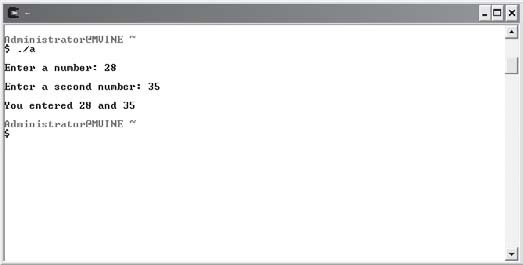 ~
Administrator@MVINE ~
$ ./a
Enter a number: 28
Enter a second number: 35
You entered 28 and 35
Administrator@MVINE ~
$